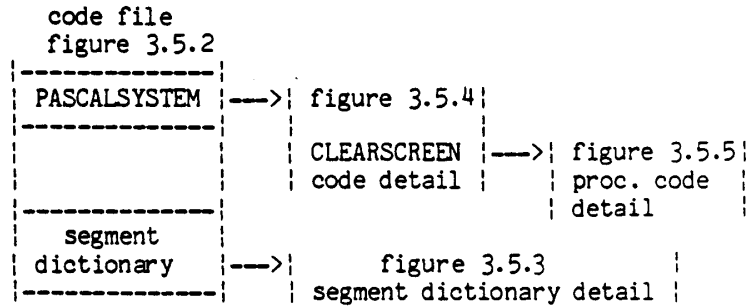 code file
figure 3.5.2
PASCALSYSTEM figure 3.5.4
CLEARSCREEN figure 3.5.5
code detail proc. code
detail
segment
dictionary figure 3.5.3
segment dictionary detail